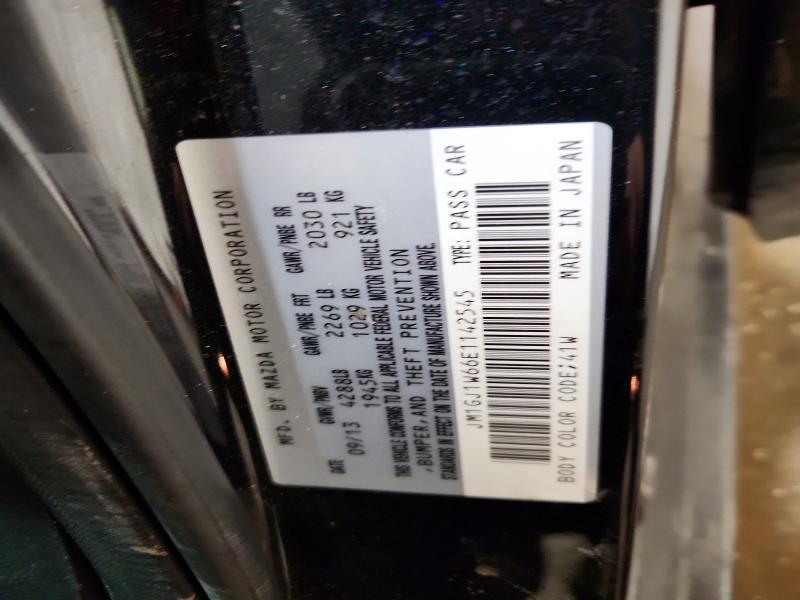 MFD. BY MAZDA MOTOR CORPORATION
DATE GVWR/PNBV GAWR/PNBE FRT GAWR/PNBE RR
09/13 4288LB 2269 LB 2030 LB
1945KG 1029 KG 921 KG
THIS VEHICLE CONFORMS TO ALL APPLICABLE FEDERAL MOTOR VEHICLE SAFETY
,BUMPER, AND THEFT PREVENTION
STANDARDS IN EFFECT ON THE DATE OF MANUFACTURE SHOWN ABOVE
JM1GJ1W66E1142545 TYPE: PASS CAR
BODY COLOR CODE;41W MADE IN JAPAN